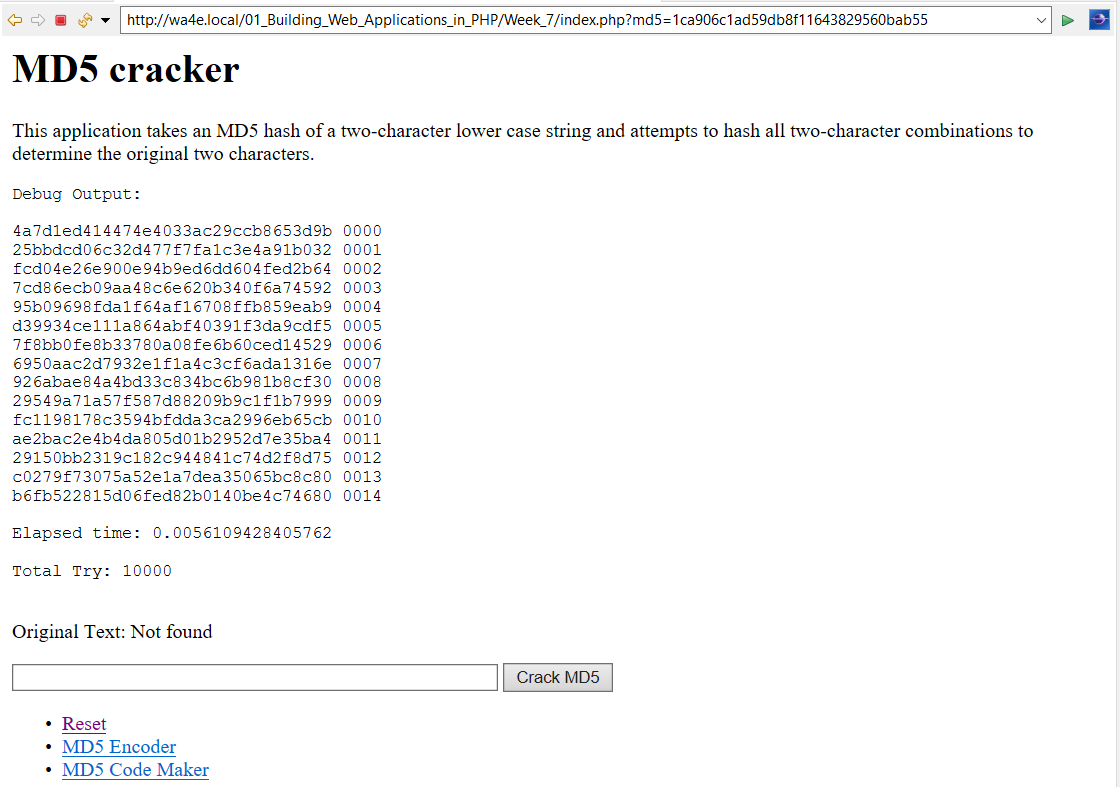 http://wa4e.local/01_Building_Web_Applications_in_PHP/Week_7/index.php?md5=1ca906c1ad59db8f11643829560bab55
MD5 cracker
This application takes an MD5 hash of a two-character lower case string and attempts to hash all two-character combinations to
determine the original two characters.
Debug Output:
4a7d1ed414474e4033ac29ccb8653d9b 0000
25bbdcd06c32d477f7fa1c3e4a91b032 0001
fcd04e26e900e94b9ed6dd604fed2b64 0002
7cd86ecb09aa48c6e620b340f6a74592 0003
95b09698fda1f64af16708ffb859eab9 0004
d39934ce111a864abf40391f3da9cdf5 0005
7f8bb0fe8b33780a08fe6b60ced14529 0006
6950aac2d7932e1f1a4c3cf6ada1316e 0007
926abae84a4bd33c834bc6b981b8cf30 0008
29549a71a57f587d88209b9c1f1b7999 0009
fc1198178c3594bfdda3ca2996eb65cb 0010
ae2bac2e4b4da805d01b2952d7e35ba4 0011
29150bb2319c182c944841c74d2f8d75 0012
c0279f73075a52e1a7dea35065bc8c80 0013
b6fb522815d06fed82b0140be4c74680 0014
Elapsed time: 0.0056109428405762
Total Try: 10000
Original Text: Not found
Crack MD5
• Reset
• MD5 Encoder
• MD5 Code Maker